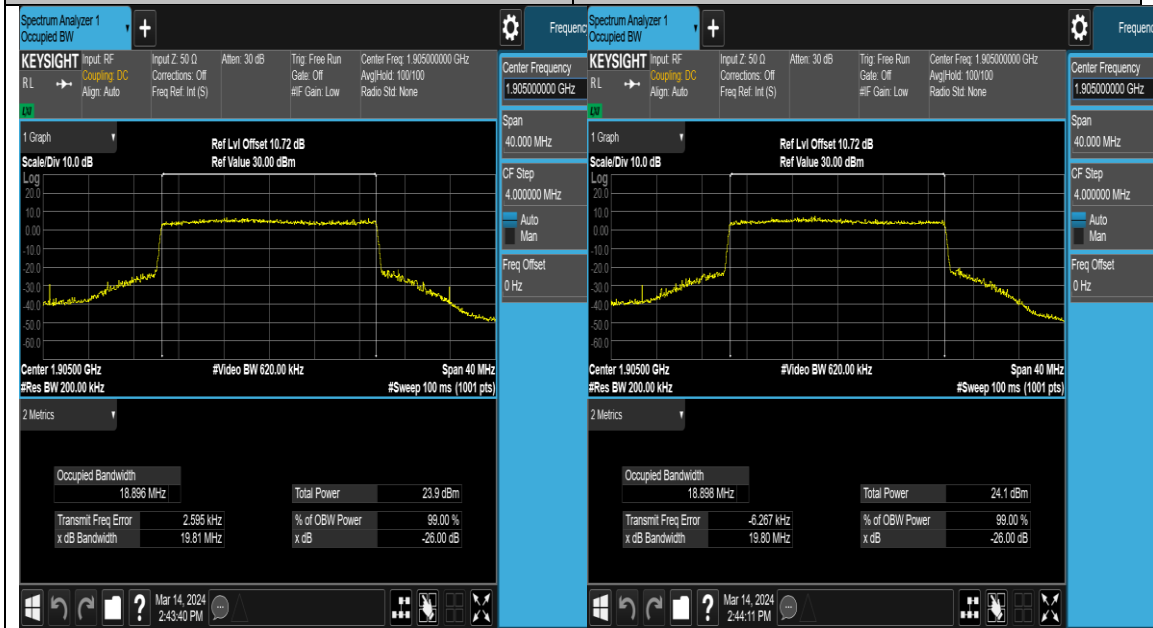 Spectrum Analyzer 1
Occupied BW
+
Frequenc
KEYSIGHT Input: RF Input Z: 50 Ω Atten: 30 dB Trig: Free Run Center Freq: 1.905000000 GHz
RL Coupling: DC Corrections: Off Gate: Off Avg|Hold: 100/100
Align: Auto Freq Ref: Int (S) #IF Gain: Low Radio Std: None
Center Frequency
1.905000000 GHz
Span
40.000 MHz
CF Step
4.000000 MHz
Auto
Man
Freq Offset
0 Hz
1 Graph
Ref Lvl Offset 10.72 dB
Scale/Div 10.0 dB Ref Value 30.00 dBm
Log
20.0
10.0
0.00
-10.0
-20.0
-30.0
-40.0
-50.0
-60.0
Center 1.90500 GHz #Video BW 620.00 kHz Span 40 MHz
#Res BW 200.00 kHz #Sweep 100 ms (1001 pts)
2 Metrics
Occupied Bandwidth
18.896 MHz Total Power 23.9 dBm
Transmit Freq Error 2.595 kHz % of OBW Power 99.00 %
x dB Bandwidth 19.81 MHz x dB -26.00 dB
? Mar 14, 2024
2:43:40 PM
Spectrum Analyzer 1
Occupied BW
+
Frequenc
KEYSIGHT Input: RF Input Z: 50 Ω Atten: 30 dB Trig: Free Run Center Freq: 1.905000000 GHz
RL Coupling: DC Corrections: Off Gate: Off Avg|Hold: 100/100
Align: Auto Freq Ref: Int (S) #IF Gain: Low Radio Std: None
Center Frequency
1.905000000 GHz
Span
40.000 MHz
CF Step
4.000000 MHz
Auto
Man
Freq Offset
0 Hz
1 Graph
Ref Lvl Offset 10.72 dB
Scale/Div 10.0 dB Ref Value 30.00 dBm
Log
20.0
10.0
0.00
-10.0
-20.0
-30.0
-40.0
-50.0
-60.0
Center 1.90500 GHz #Video BW 620.00 kHz Span 40 MHz
#Res BW 200.00 kHz #Sweep 100 ms (1001 pts)
2 Metrics
Occupied Bandwidth
18.898 MHz Total Power 24.1 dBm
Transmit Freq Error -6.267 kHz % of OBW Power 99.00 %
x dB Bandwidth 19.80 MHz x dB -26.00 dB
? Mar 14, 2024
2:44:11 PM